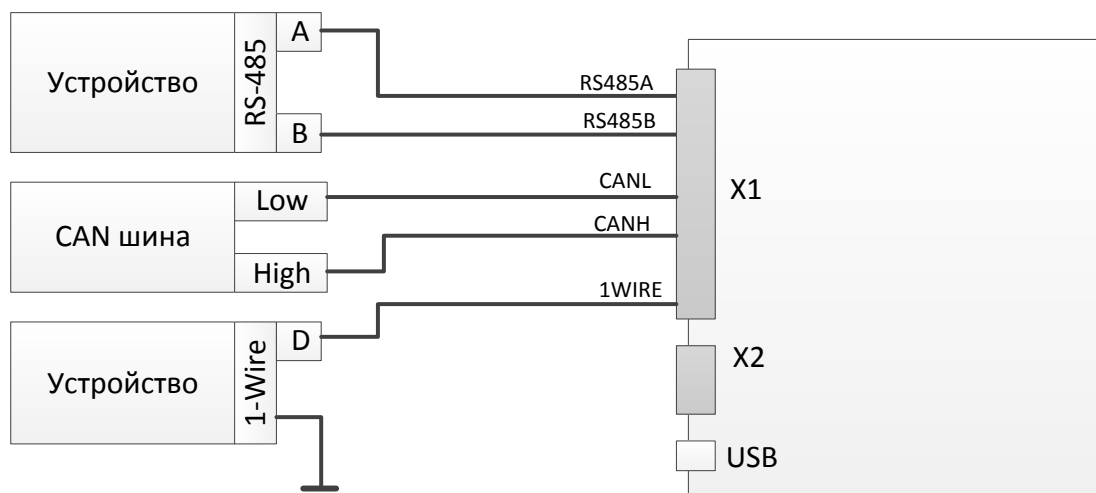 Устройство
RS-485
A
B
RS485A
RS485B
CAN шина
Low
High
CANL
CANH
Устройство
1-Wire
D
1WIRE
X1
X2
USB